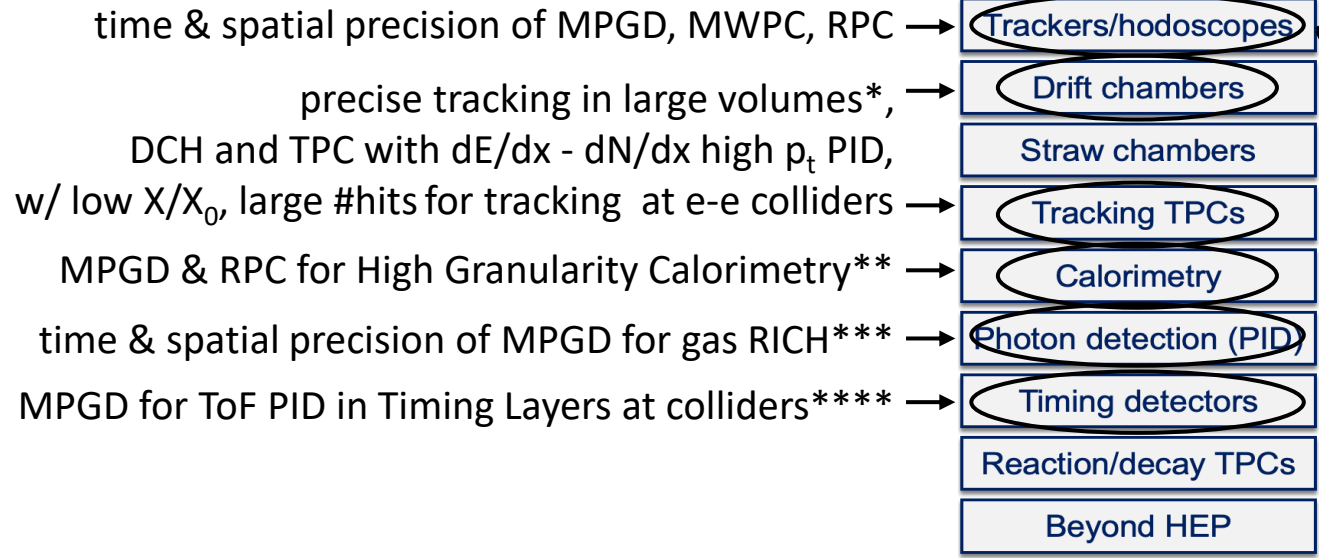 time & spatial precision of MPGD, MWPC, RPC → Trackers/hodoscopes
precise tracking in large volumes*, → Drift chambers
DCH and TPC with dE/dx - dN/dx high pt PID,
Straw chambers
w/ low X/X0, large #hits for tracking at e-e colliders → Tracking TPCs
MPGD & RPC for High Granularity Calorimetry** → Calorimetry
time & spatial precision of MPGD for gas RICH*** → Photon detection (PID)
MPGD for ToF PID in Timing Layers at colliders**** → Timing detectors
Reaction/decay TPCs
Beyond HEP